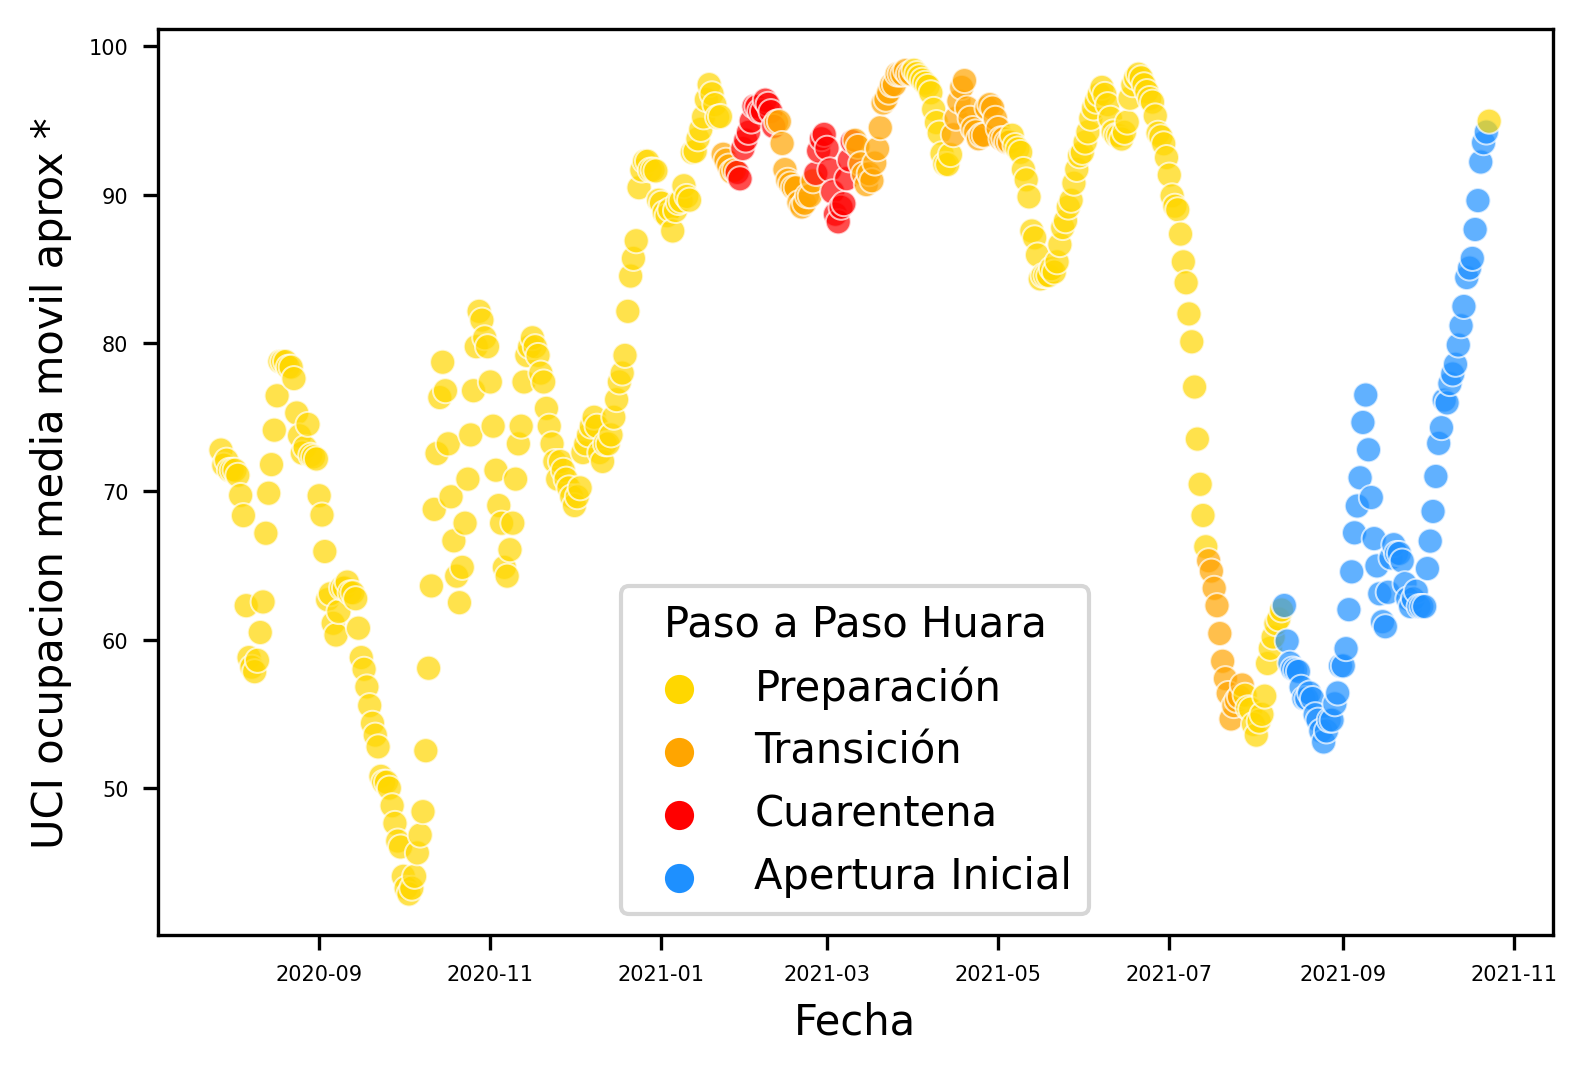 UCI ocupacion media movil aprox *
100
90
80
70
60
50
Paso a Paso Huara
Preparación
Transición
Cuarentena
Apertura Inicial
2020-09 2020-11 2021-01 2021-03 2021-05 2021-07 2021-09 2021-11
Fecha